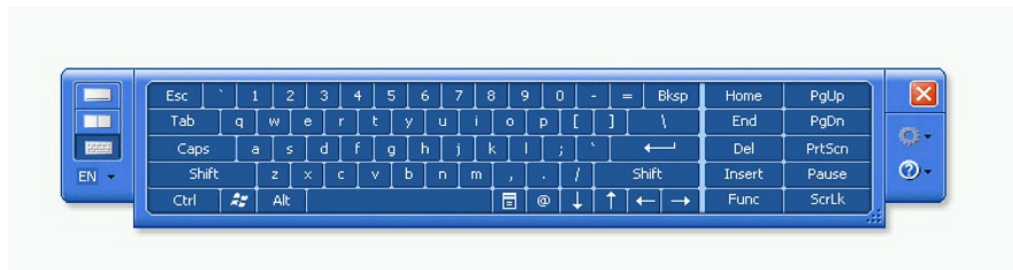 Esc ` 1 2 3 4 5 6 7 8 9 0 - = Bksp Home PgUp
Tab q w e r t y u i o p [ ] \ End PgDn
Caps a s d f g h j k l ; ` Del PrtScn
EN Shift z x c v b n m , . / Shift Insert Pause ?
Ctrl Alt @ ↓ ↑ ← → Func ScrLk